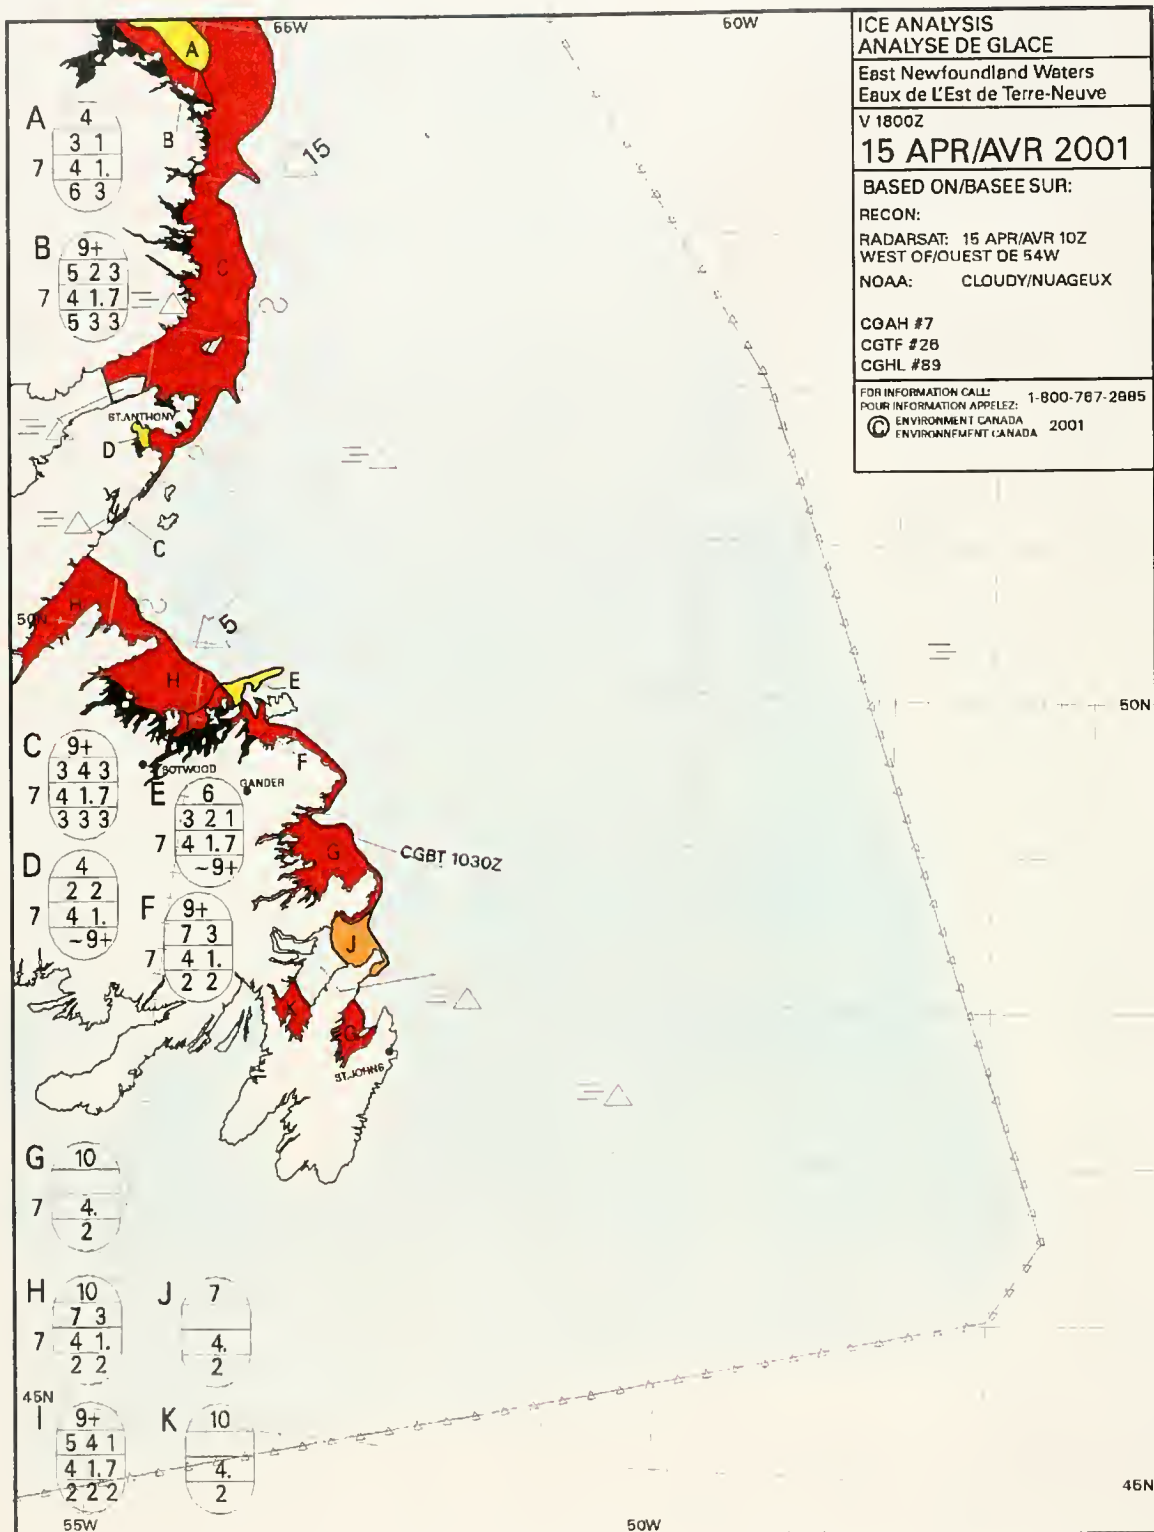 55W
60W
ICE ANALYSIS
ANALYSE DE GLACE
East Newfoundland Waters
Eaux de L'Est de Terre-Neuve
V 1800Z
15 APR/AVR 2001
BASED ON/BASEE SUR:
RECON:
RADARSAT: 15 APR/AVR 10Z
WEST OF/OUEST DE 54W
NOAA: CLOUDY/NUAGEUX
CGAH #7
CGTF #26
CGHL #89
FOR INFORMATION CALL:
POUR INFORMATION APPELEZ: 1-800-767-2885
© ENVIRONMENT CANADA
ENVIRONNEMENT CANADA 2001
A
B
15
C
2
ST.ANTHONY
D
C
H
50N
5
H
E
I
F
BOTWOOD
GANDER
G
CGBT 1030Z
J
K
G
ST.JOHNS
50N
A
4
3 1
7 4 1.
6 3
B
9+
5 2 3
7 4 1.7
5 3 3
C
9+
3 4 3
7 4 1.7
3 3 3
D
4
2 2
7 4 1.
~9+
E
6
3 2 1
7 4 1.7
~9+
F
9+
7 3
7 4 1.
2 2
G
10
7 4.
2
H
10
7 3
7 4 1.
2 2
J
7
4.
2
45N
I
9+
5 4 1
4 1.7
2 2 2
K
10
4.
2
45N
55W
50W